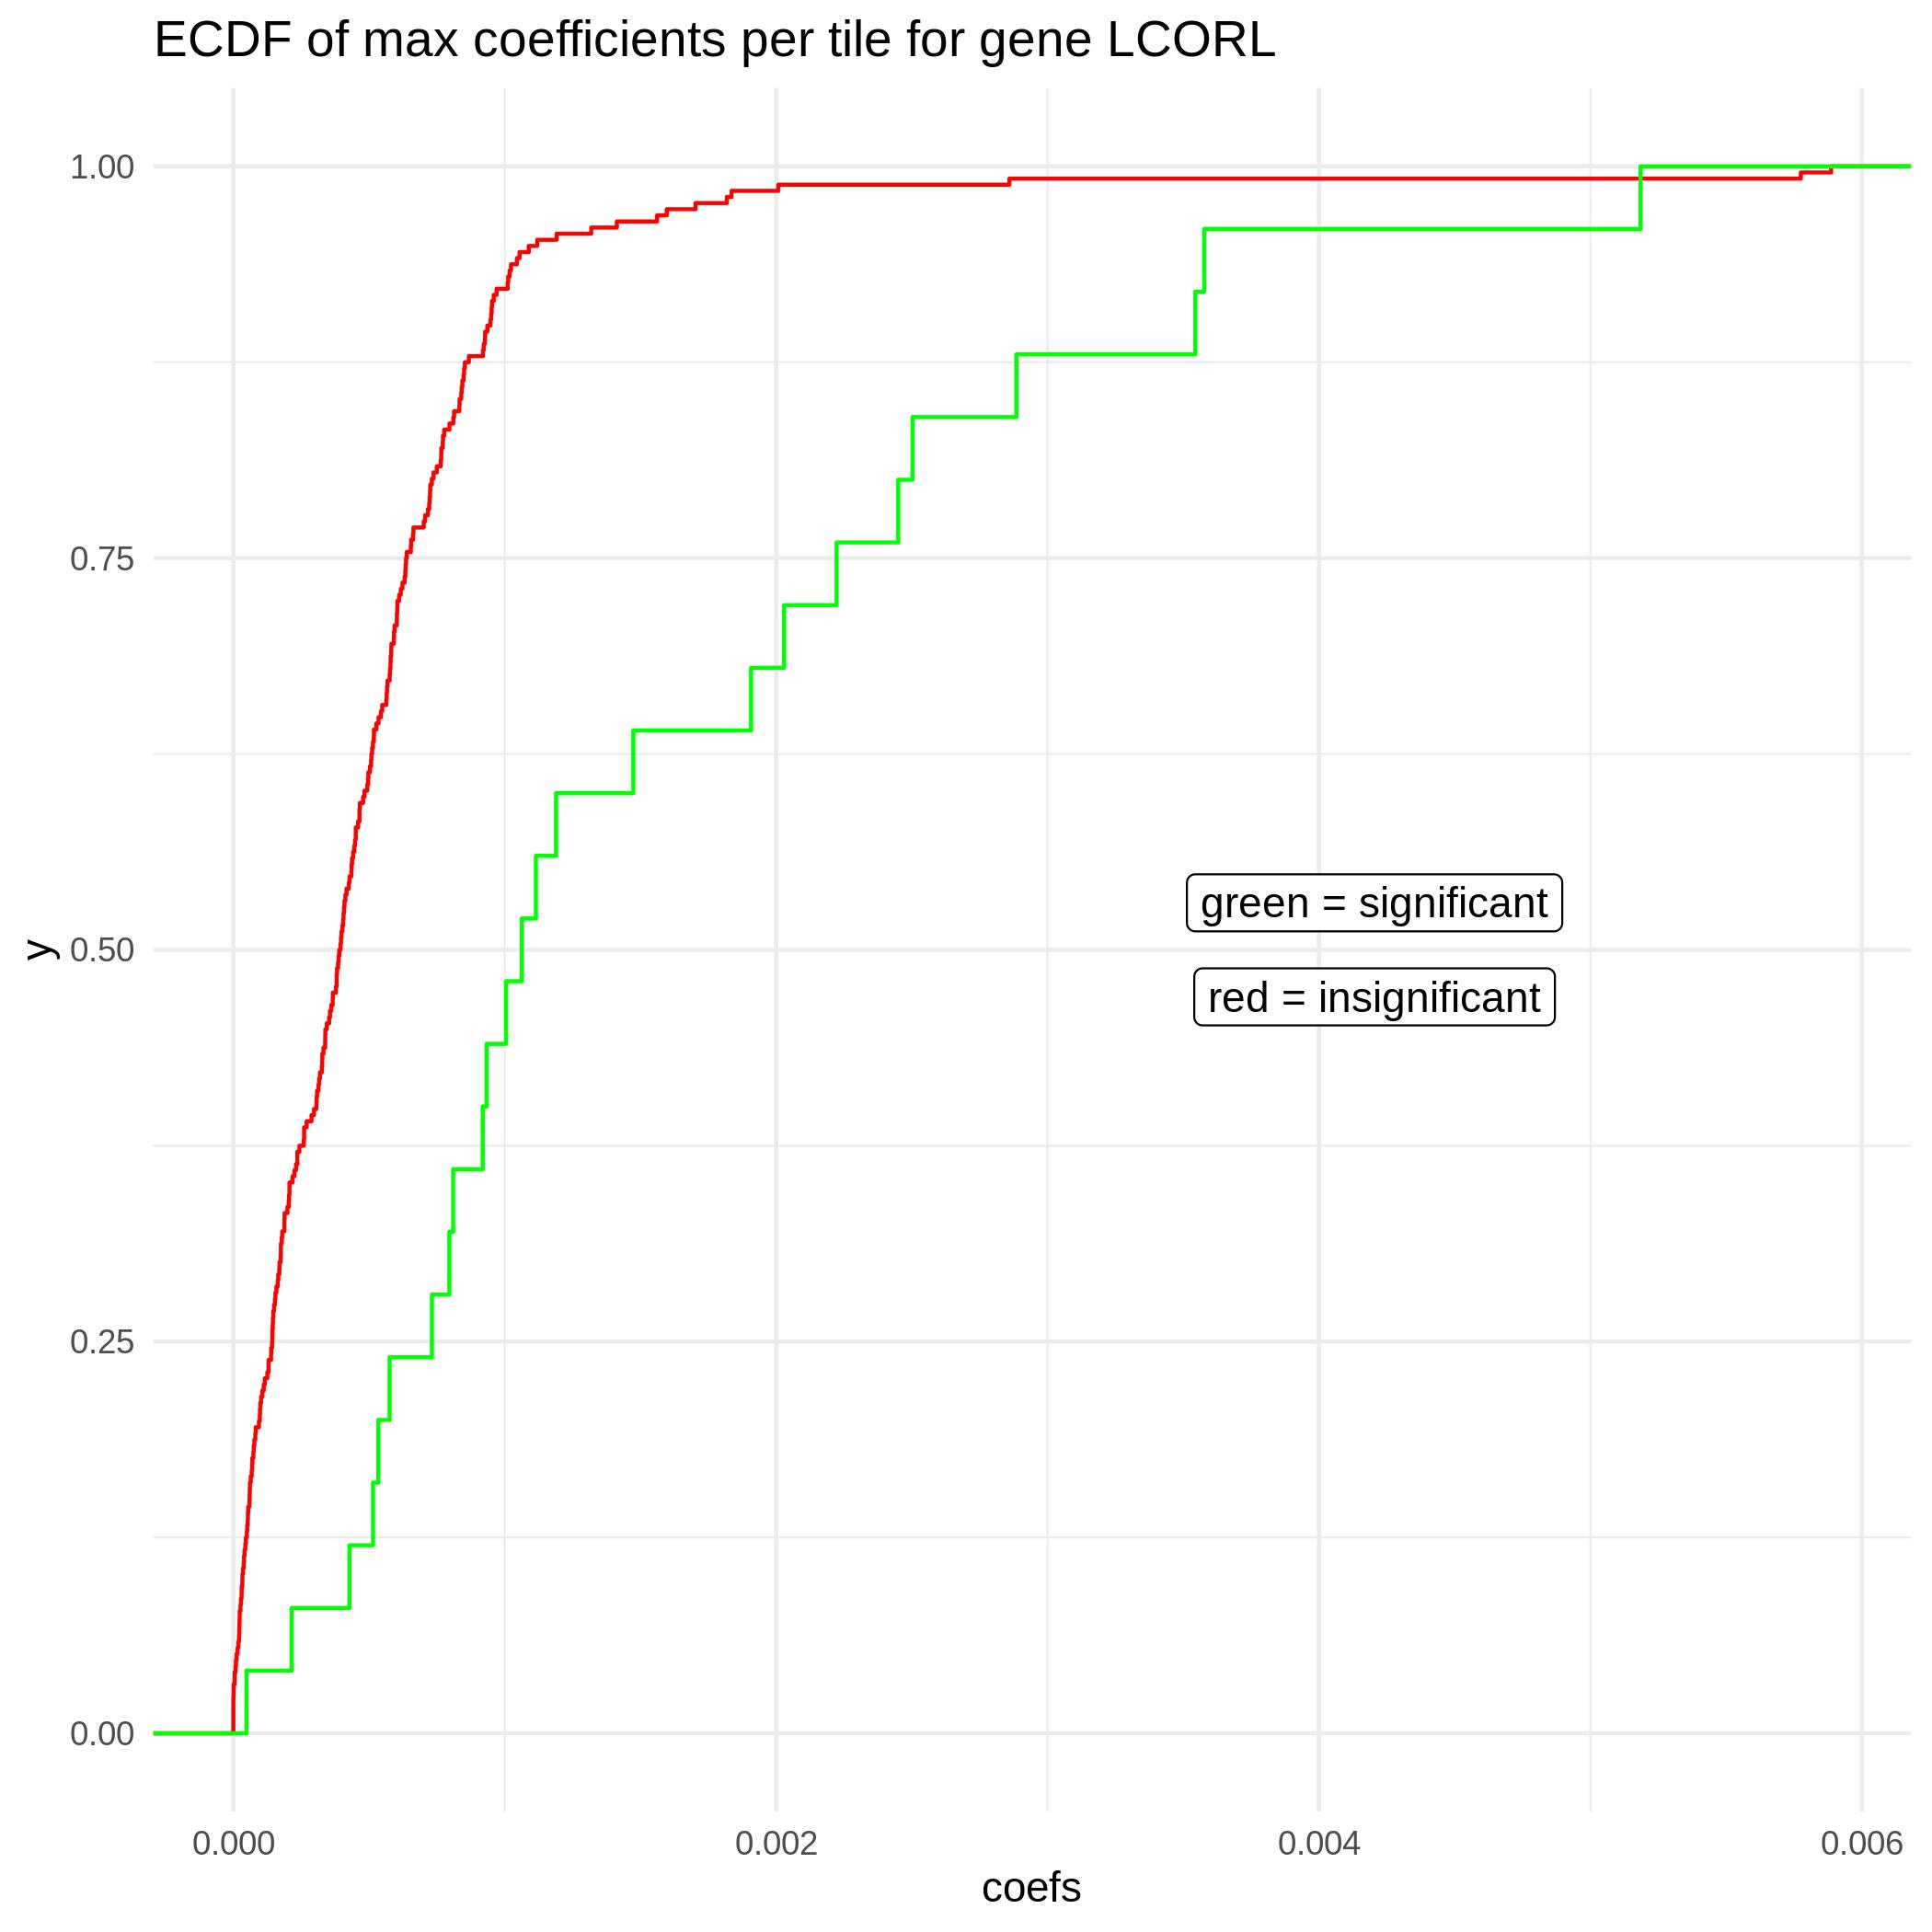 ECDF of max coefficients per tile for gene LCORL
1.00
0.75
0.50
0.25
0.00
y
green = significant
red = insignificant
0.000
0.002
0.004
0.006
coefs